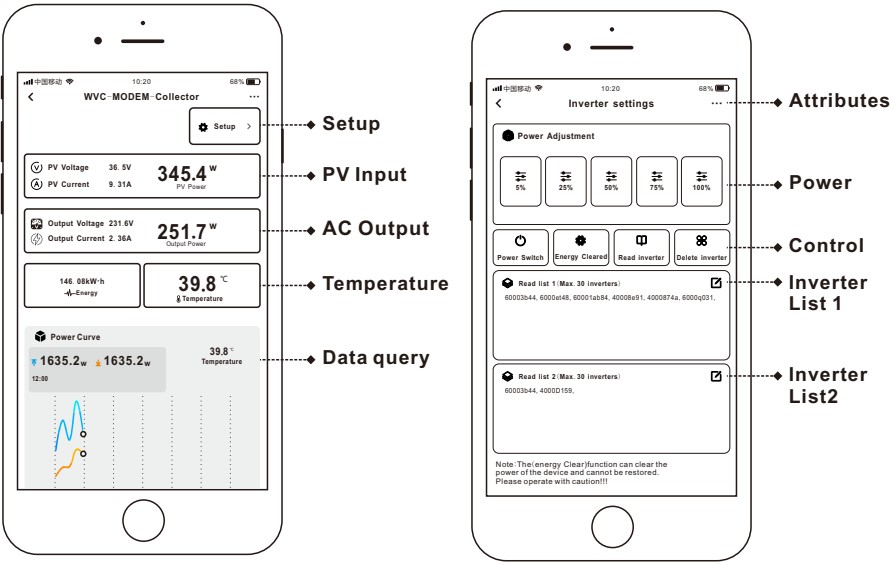 中国移动 10:20 68%
WVC-MODEM-Collector ...
Setup >
Setup
V PV Voltage 36. 5V
A PV Current 9. 31A
345.4 W
PV Power
PV Input
Output Voltage 231.6V
Output Current 2. 36A
251.7 W
Output Power
AC Output
146. 08kW·h
Energy
39.8 ℃
Temperature
Temperature
Power Curve
1635.2w 1635.2w
12:00
39.8 ℃
Temperature
Data query
中国移动 10:20 68%
Inverter settings ...
Attributes
Power Adjustment
5% 25% 50% 75% 100%
Power
Power Switch Energy Cleared Read inverter Delete inverter
Control
Read list 1(Max. 30 inverters)
60003b44, 6000et48, 60001ab84, 40008e91, 4000874a, 6000q031,
Inverter
List 1
Read list 2(Max. 30 inverters)
60003b44, 4000D159,
Inverter
List2
Note:The(energy Clear)function can clear the
power of the device and cannot be restored.
Please operate with caution!!!